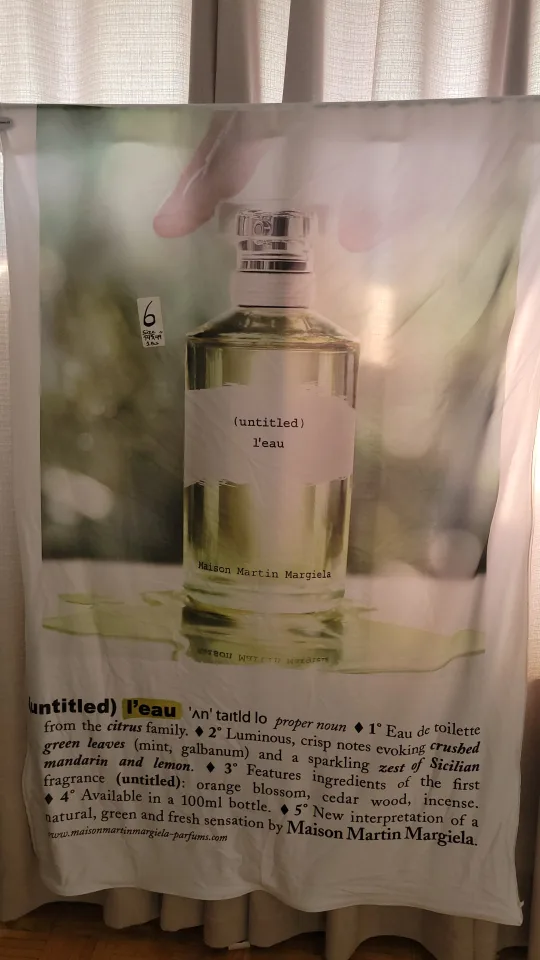 6
(untitled)
l'eau
Maison Martin Margiela
untitled) l'eau 'ʌn' taɪtld lo proper noun ♦ 1° Eau de toilette
from the citrus family. ♦ 2° Luminous, crisp notes evoking crushed
green leaves (mint, galbanum) and a sparkling zest of Sicilian
mandarin and lemon. ♦ 3° Features ingredients of the first
fragrance (untitled): orange blossom, cedar wood, incense.
♦ 4° Available in a 100ml bottle. ♦ 5° New interpretation of a
natural, green and fresh sensation by Maison Martin Margiela.
www.maisonmartinmargiela-parfums.com